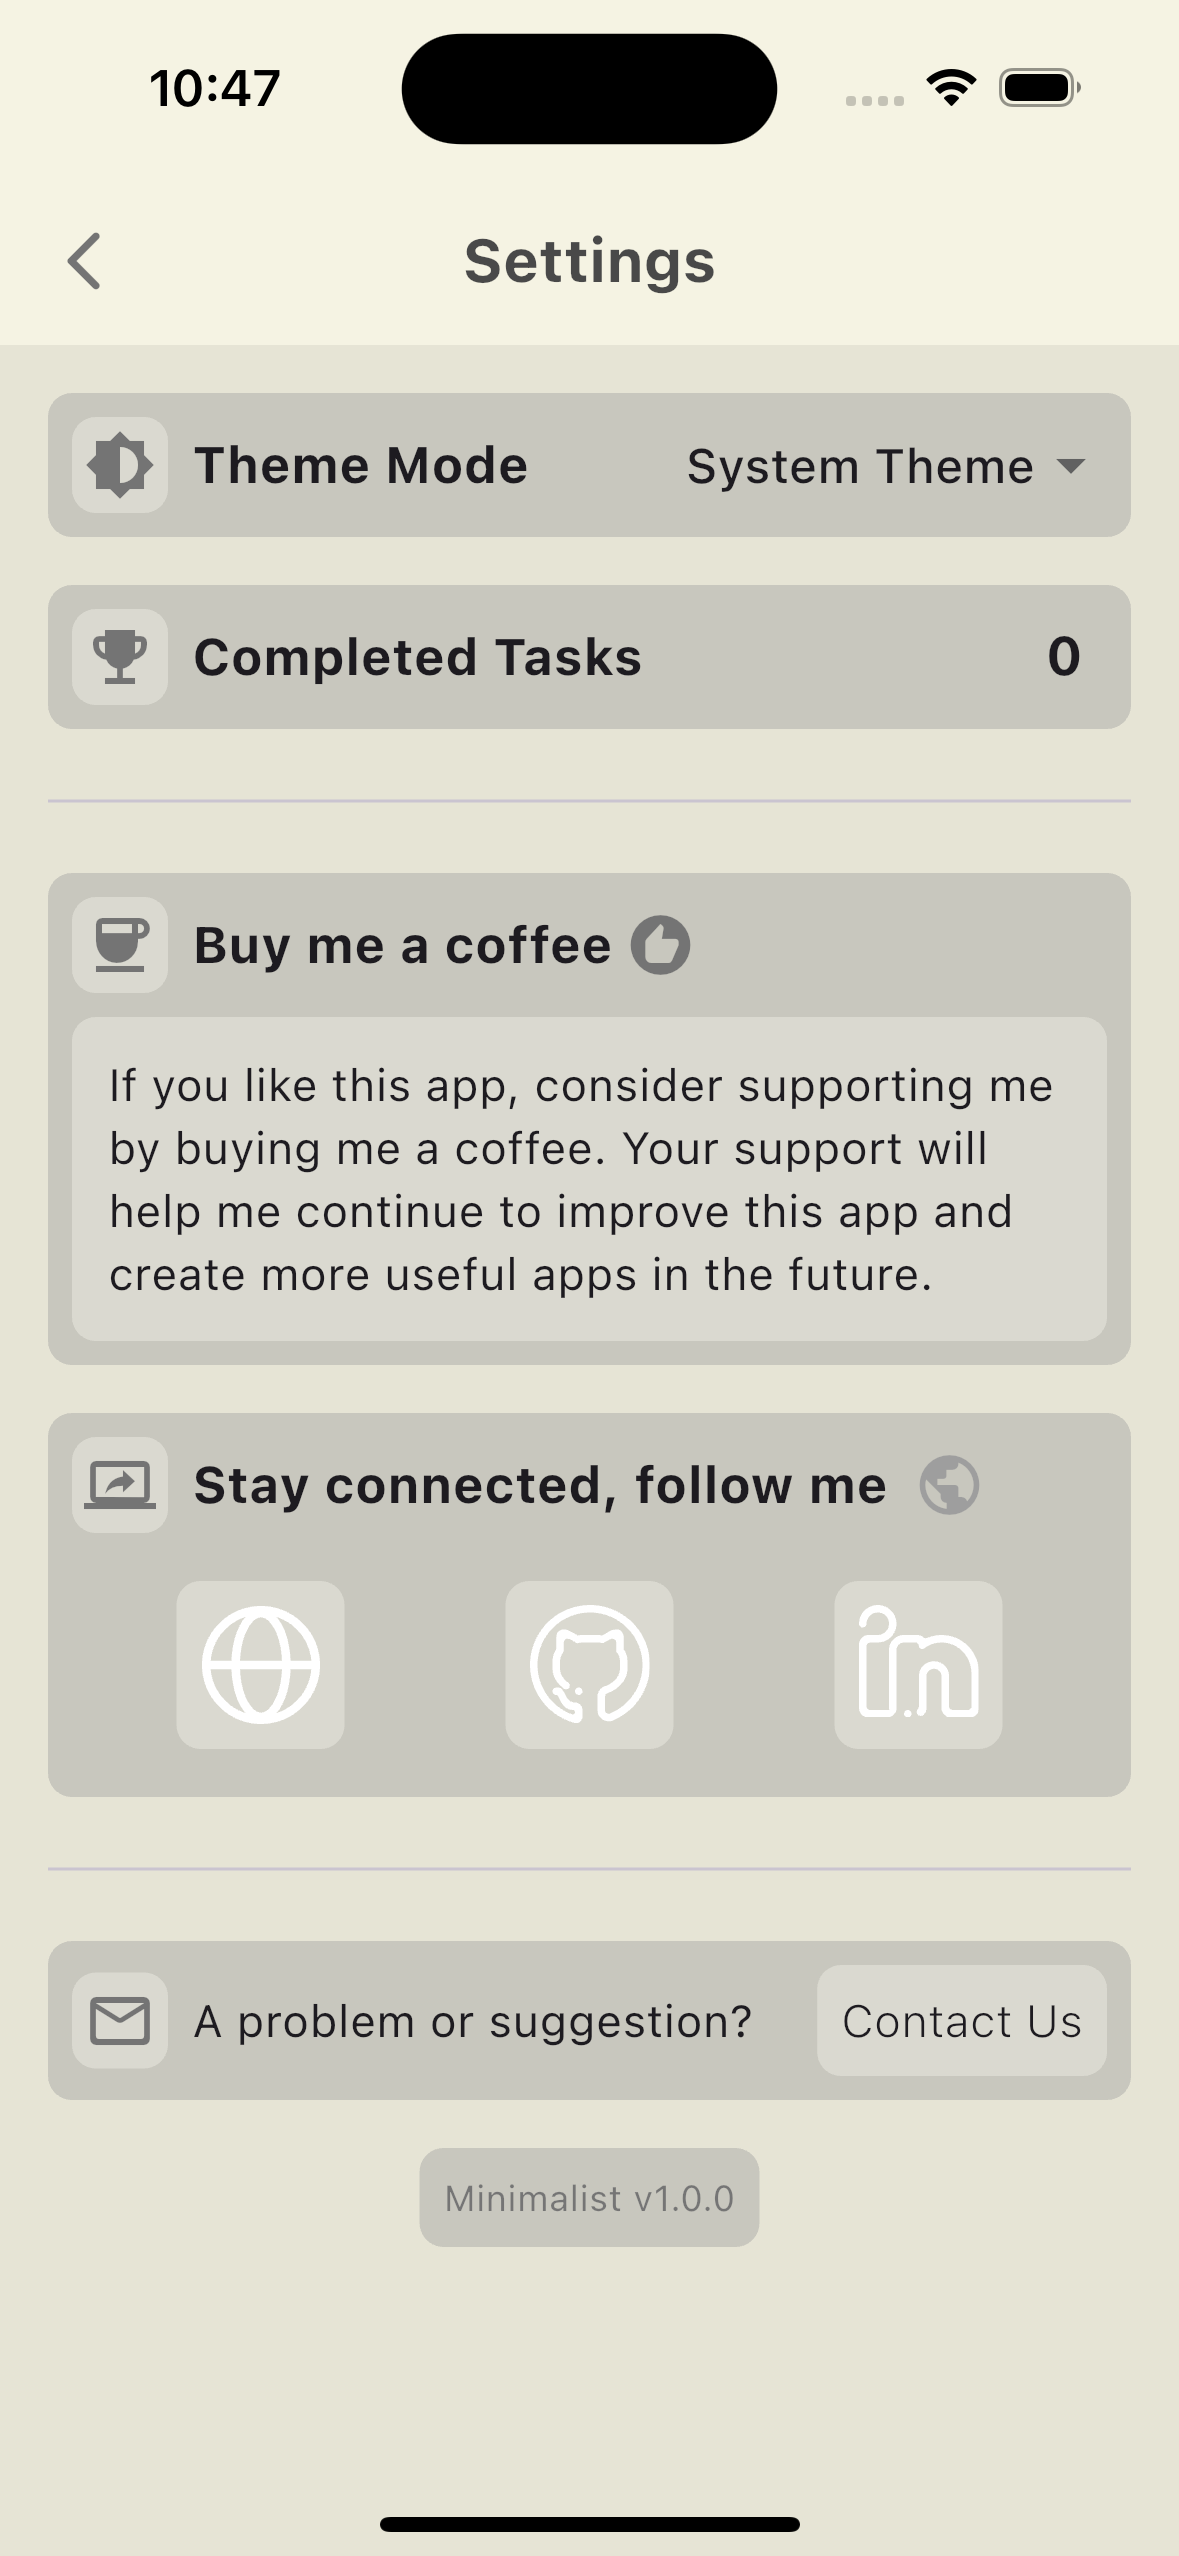 10:47
Settings
Theme Mode
System Theme
Completed Tasks
0
Buy me a coffee
If you like this app, consider supporting me
by buying me a coffee. Your support will
help me continue to improve this app and
create more useful apps in the future.
Stay connected, follow me
in
A problem or suggestion?
Contact Us
Minimalist v1.0.0